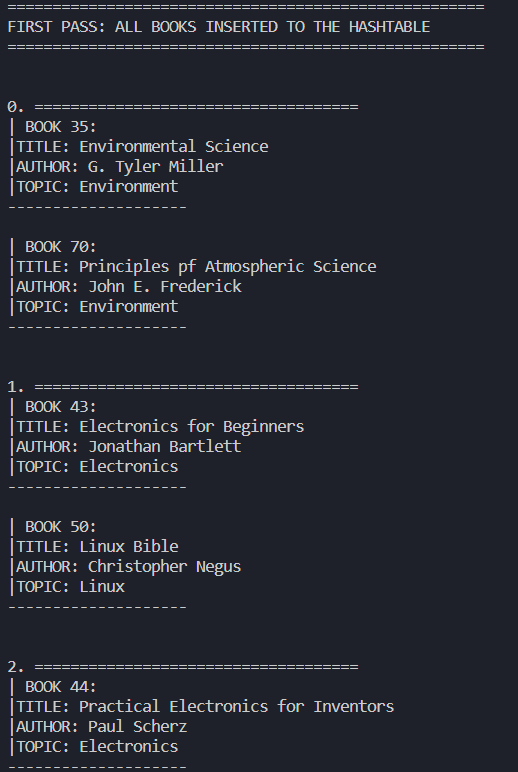 =====================================================
FIRST PASS: ALL BOOKS INSERTED TO THE HASHTABLE
=====================================================
0. ====================================
| BOOK 35:
|TITLE: Environmental Science
|AUTHOR: G. Tyler Miller
|TOPIC: Environment
--------------------
| BOOK 70:
|TITLE: Principles pf Atmospheric Science
|AUTHOR: John E. Frederick
|TOPIC: Environment
--------------------
1. ====================================
| BOOK 43:
|TITLE: Electronics for Beginners
|AUTHOR: Jonathan Bartlett
|TOPIC: Electronics
--------------------
| BOOK 50:
|TITLE: Linux Bible
|AUTHOR: Christopher Negus
|TOPIC: Linux
--------------------
2. ====================================
| BOOK 44:
|TITLE: Practical Electronics for Inventors
|AUTHOR: Paul Scherz
|TOPIC: Electronics
--------------------